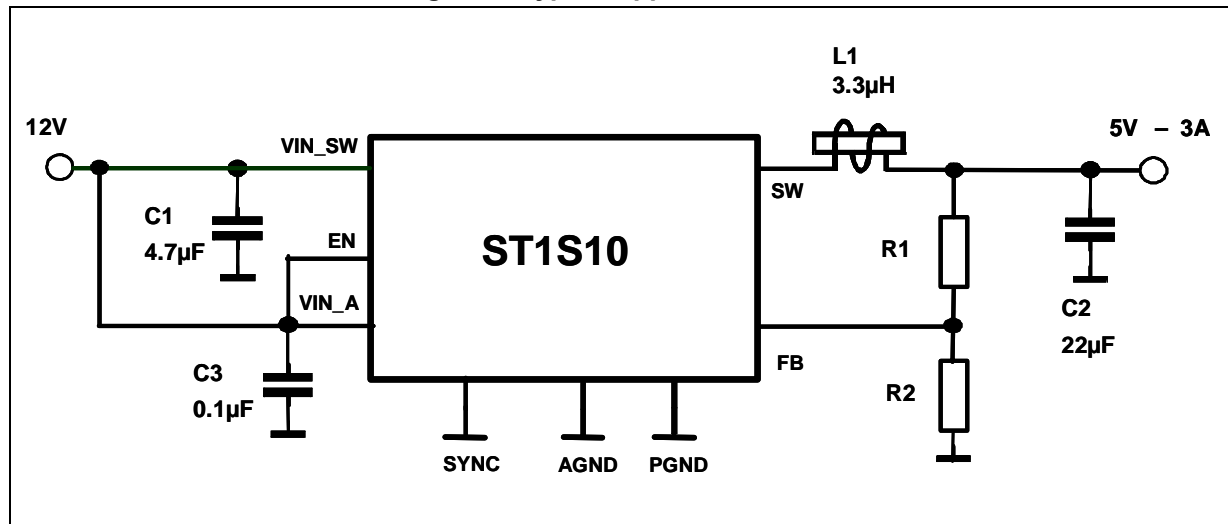 L1
3.3µH
12V
5V – 3A
VIN_SW
SW
C1
4.7µF
EN
ST1S10
R1
VIN_A
C2
22µF
FB
C3
0.1µF
R2
SYNC
AGND
PGND